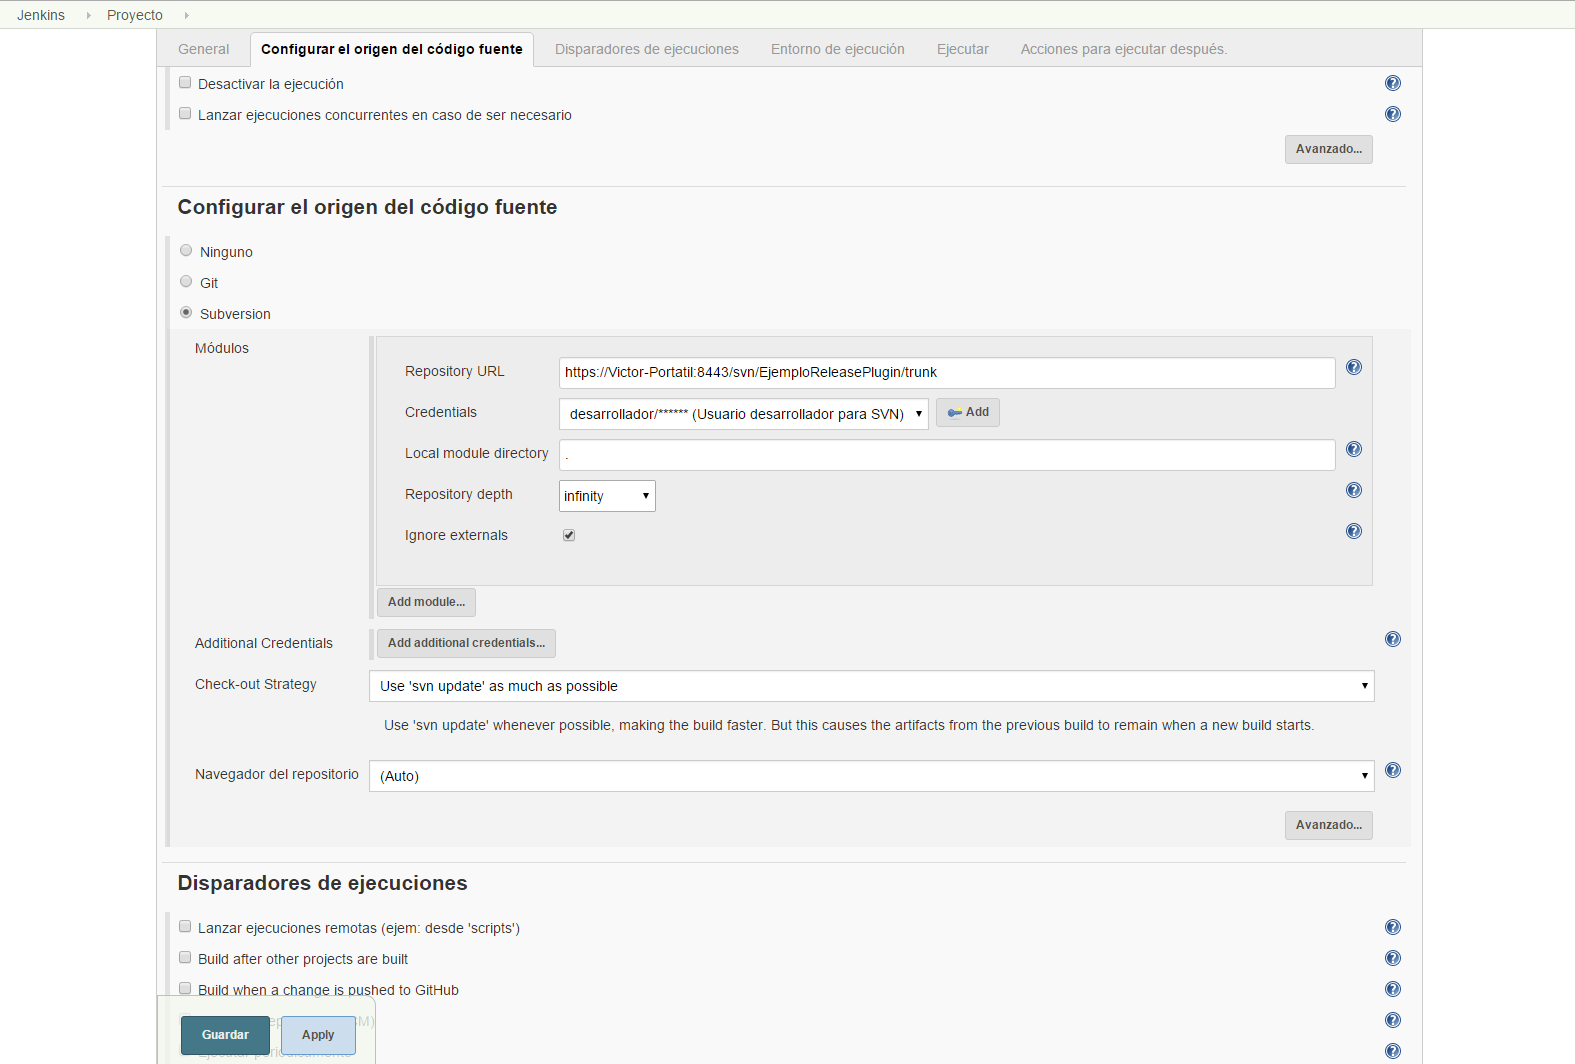 Jenkins Proyecto
General Configurar el origen del código fuente Disparadores de ejecuciones Entorno de ejecución Ejecutar Acciones para ejecutar después.
Desactivar la ejecución
Lanzar ejecuciones concurrentes en caso de ser necesario
Avanzado...
Configurar el origen del código fuente
Ninguno
Git
Subversion
Módulos
Repository URL https://Victor-Portatil:8443/svn/EjemploReleasePlugin/trunk
Credentials desarrollador/****** (Usuario desarrollador para SVN) Add
Local module directory .
Repository depth infinity
Ignore externals
Add module...
Additional Credentials Add additional credentials...
Check-out Strategy Use 'svn update' as much as possible
Use 'svn update' whenever possible, making the build faster. But this causes the artifacts from the previous build to remain when a new build starts.
Navegador del repositorio (Auto)
Avanzado...
Disparadores de ejecuciones
Lanzar ejecuciones remotas (ejem: desde 'scripts')
Build after other projects are built
Build when a change is pushed to GitHub
Guardar Apply